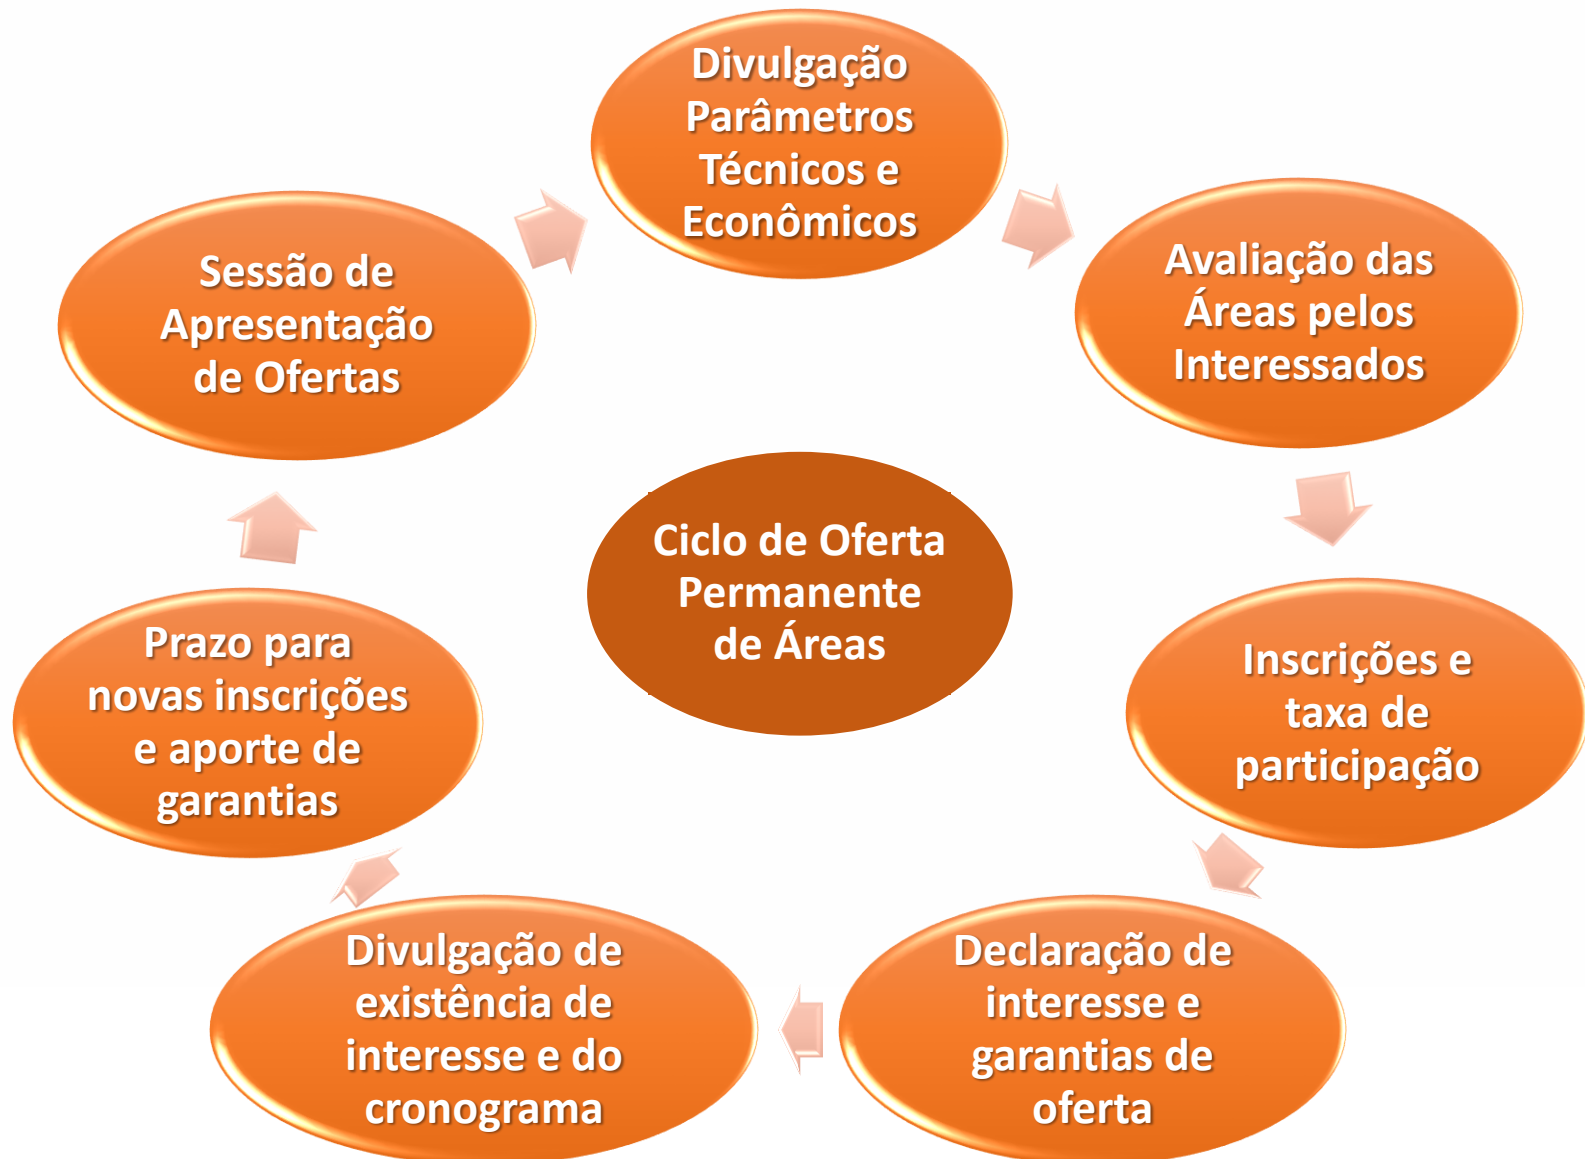 Divulgação
Parâmetros
Técnicos e
Econômicos
Avaliação das
Áreas pelos
Interessados
Inscrições e
taxa de
participação
Declaração de
interesse e
garantias de
oferta
Divulgação de
existência de
interesse e do
cronograma
Prazo para
novas inscrições
e aporte de
garantias
Sessão de
Apresentação
de Ofertas
Ciclo de Oferta
Permanente
de Áreas